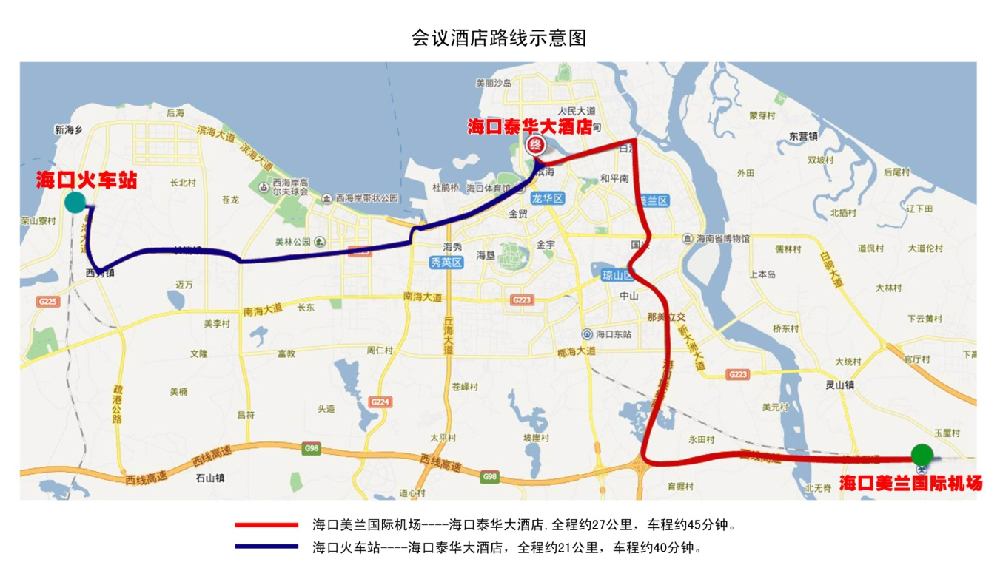 会议酒店路线示意图
美丽沙岛
人民大道
后海
新海乡
滨海大道
滨海大道
海口泰华大酒店
终
蒙芽村
东营镇
双坡村
后尾村
外田
海口火车站
长北村
苍龙
西海岸高
尔夫球会
西海岸带状公园
杜鹃桥
海口体育馆
滨海
和平南
龙华区
美兰区
金贸
荣山寮村
北插村
辽下田
美林公园
海秀
秀英区
海垦
金宇
海南省博物馆
儒林村
道侃村
大道伦村
白驹大道
西秀镇
迈万
琼山区
中山
上本岛
大林村
G225
南海大道
长东
南海大道
G223
美李村
丘海大道
那美立交
新大洲大道
桥东村
下云黄村
海口东站
文隆
富教
周仁村
椰海大道
大统村
官厅村
G223
灵山镇
美楠
疏港公路
苍峄村
头造
G224
昌符
美元村
太平村
坡崖村
永田村
玉屋村
西线高速
G98
西线高速
西线高速
西线高速
G98
石山镇
道心村
育握村
北无脊
海口美兰国际机场
海口美兰国际机场----海口泰华大酒店,全程约27公里，车程约45分钟。
海口火车站----海口泰华大酒店，全程约21公里，车程约40分钟。